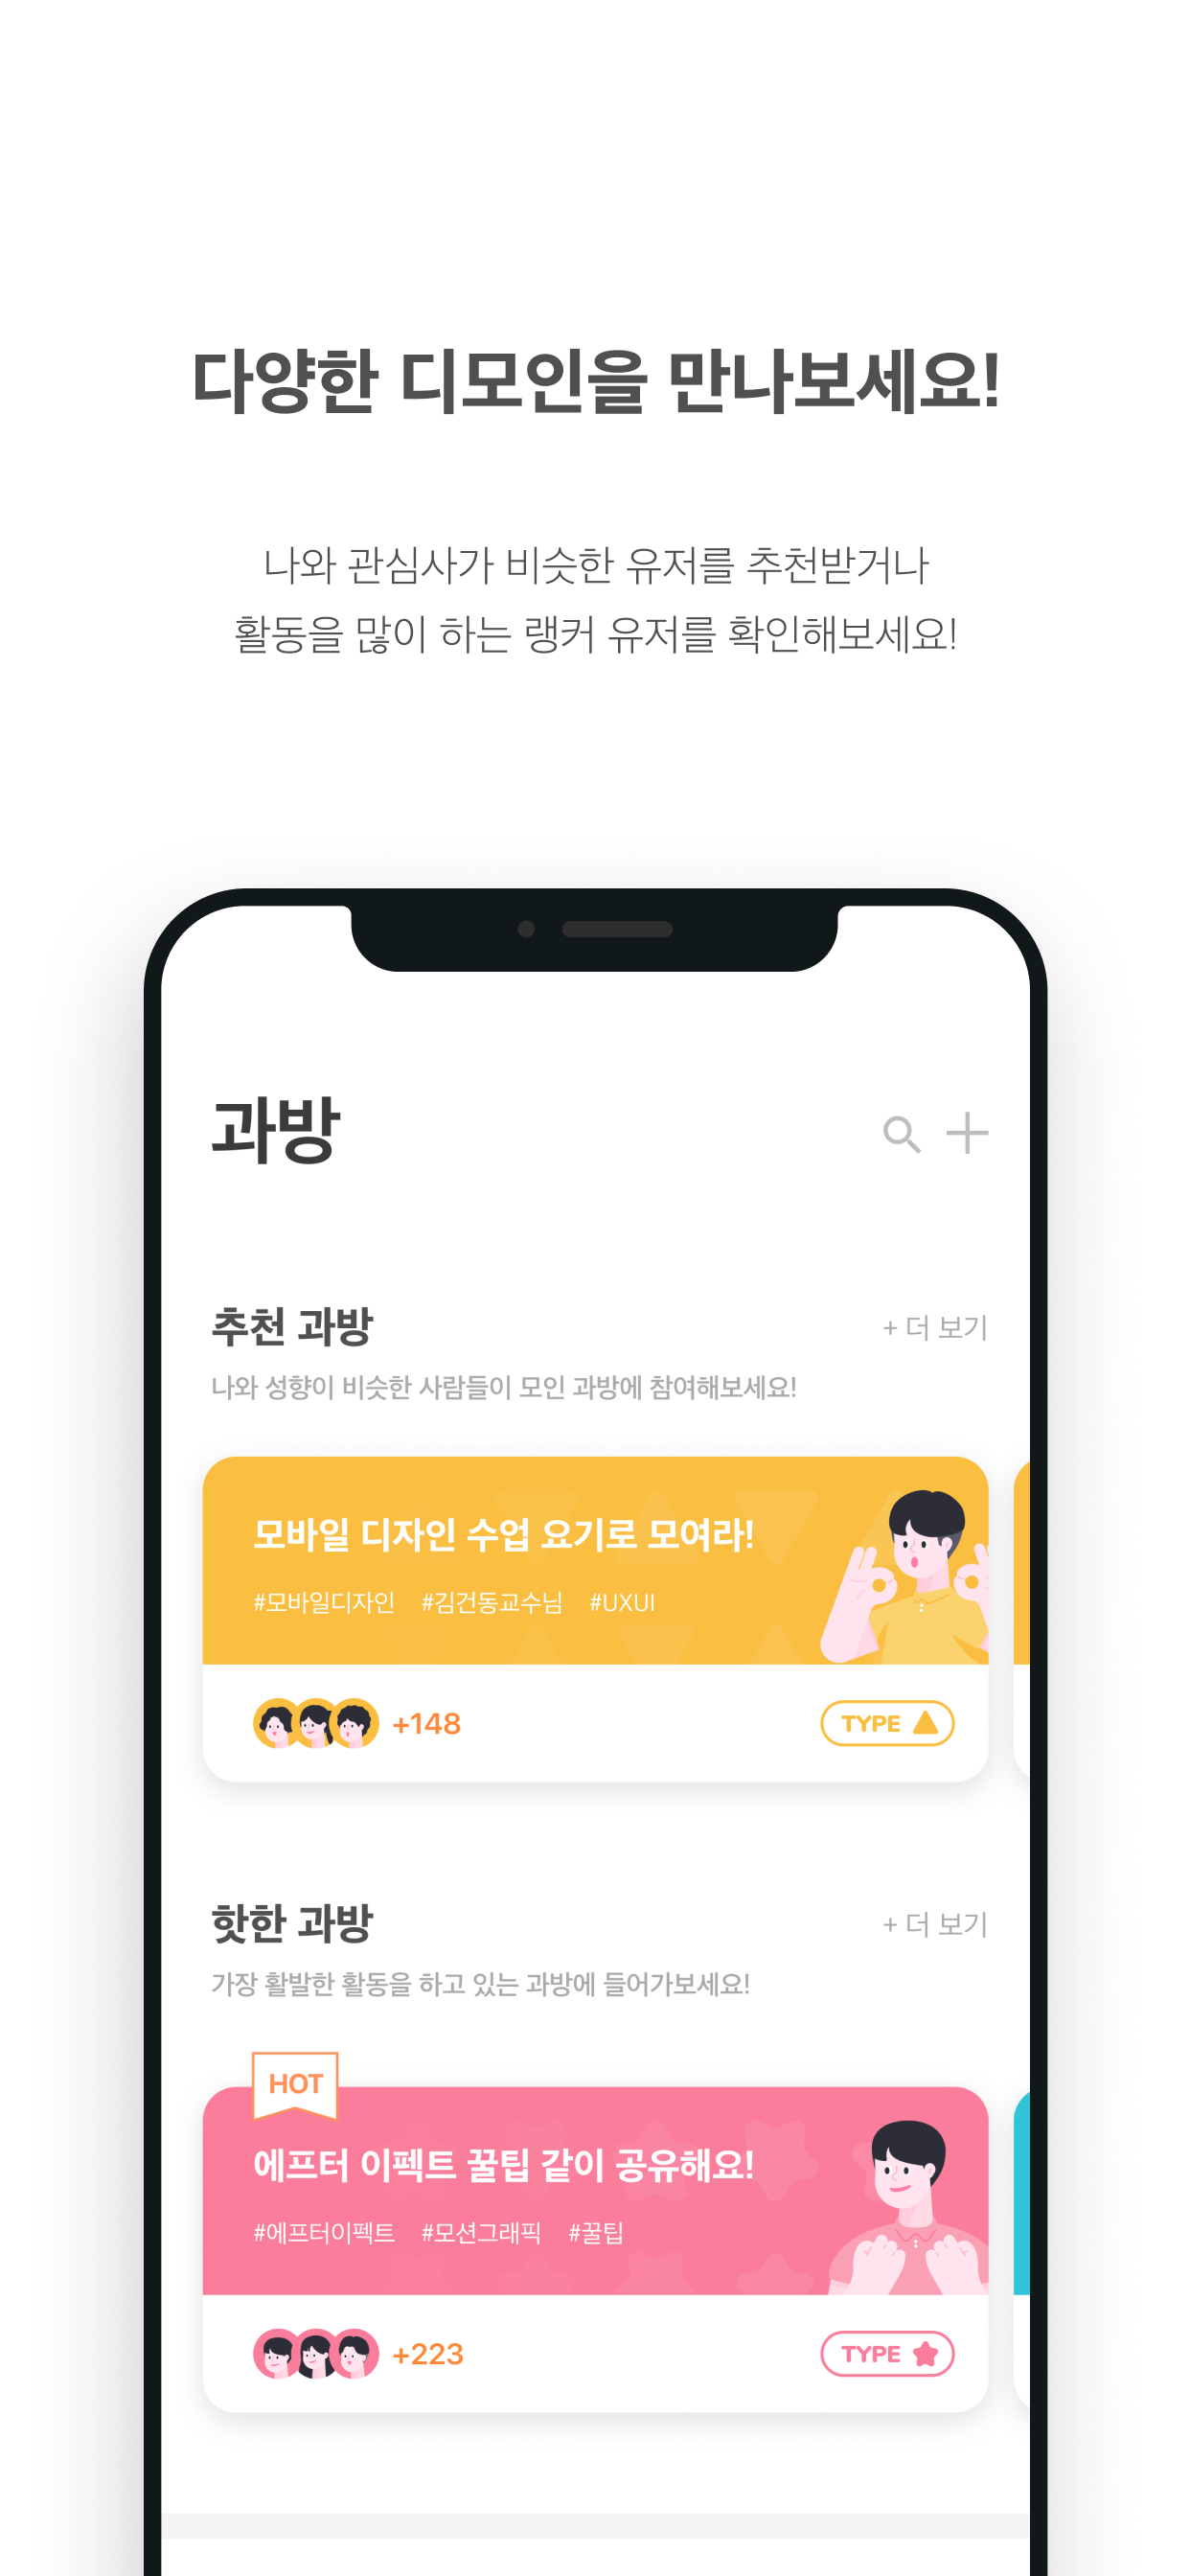 다양한 디모인을 만나보세요!
나와 관심사가 비슷한 유저를 추천받거나
활동을 많이 하는 랭커 유저를 확인해보세요!
과방
추천 과방
+ 더 보기
나와 성향이 비슷한 사람들이 모인 과방에 참여해보세요!
모바일 디자인 수업 요기로 모여라!
#모바일디자인 #김건동교수님 #UXUI
+148
TYPE
핫한 과방
+ 더 보기
가장 활발한 활동을 하고 있는 과방에 들어가보세요!
HOT
에프터 이펙트 꿀팁 같이 공유해요!
#에프터이펙트 #모션그래픽 #꿀팁
+223
TYPE